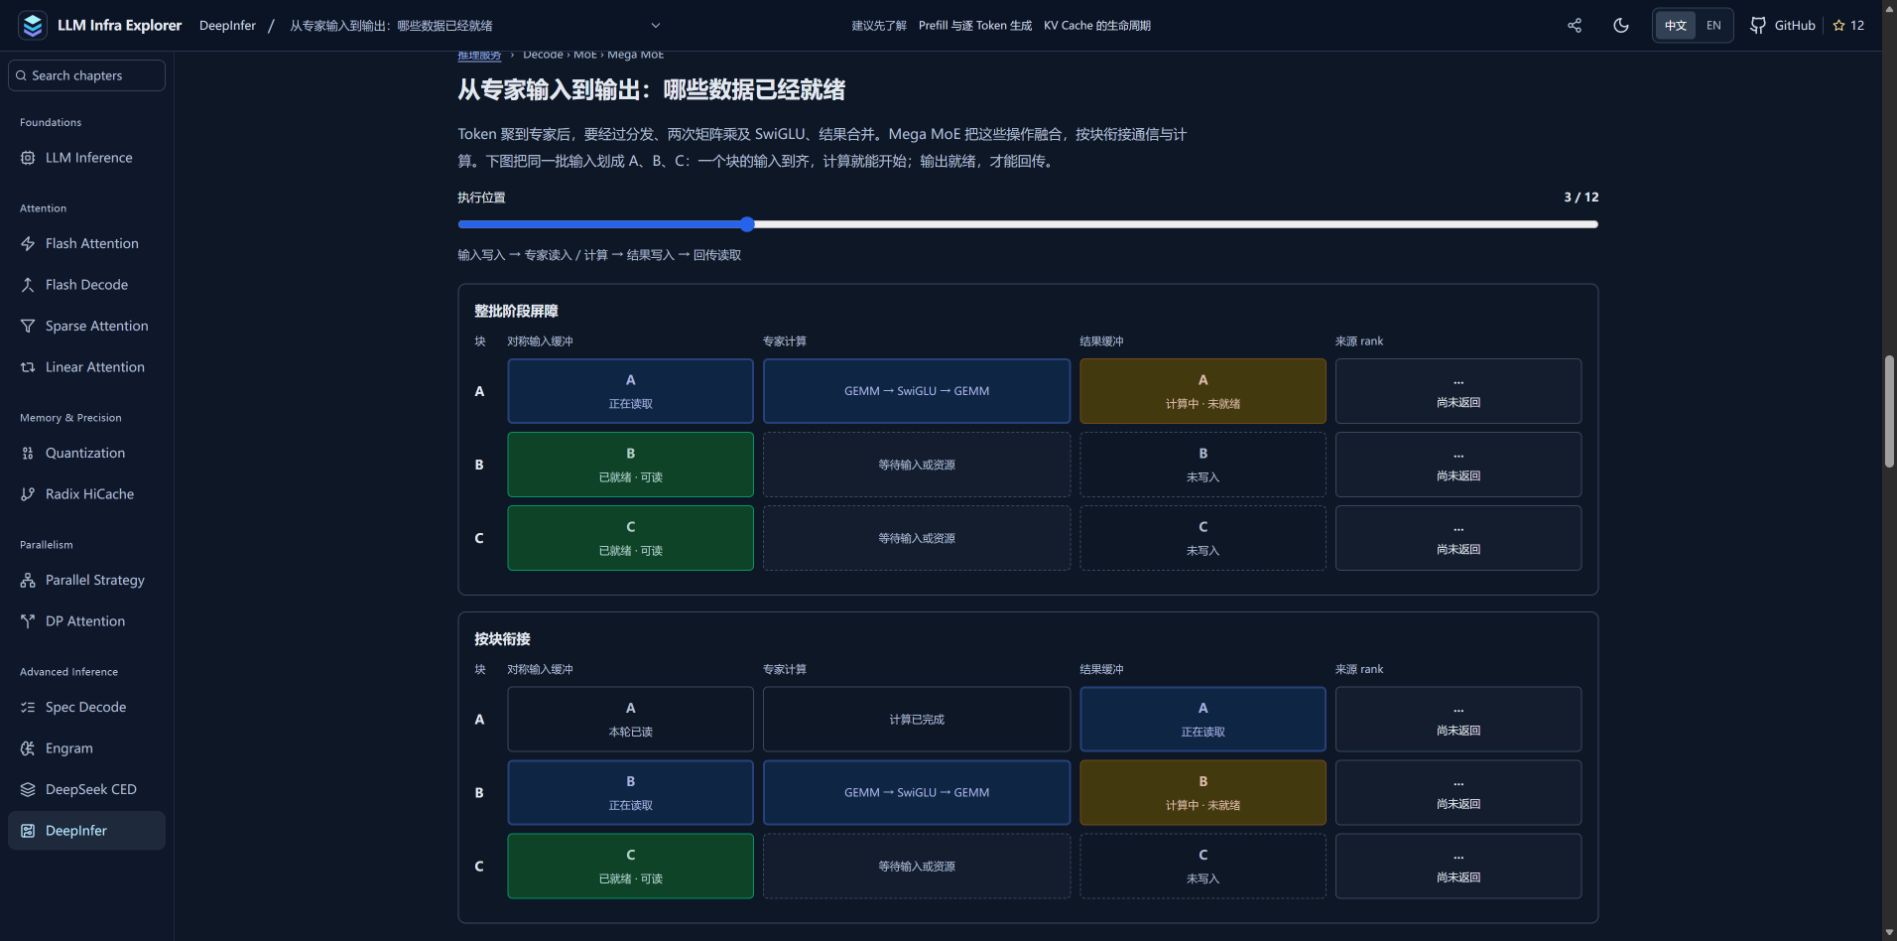 LLM Infra Explorer
DeepInfer / 从专家输入到输出：哪些数据已经就绪
建议先了解 Prefill 与逐 Token 生成 KV Cache 的生命周期
中文 EN
GitHub 12
Search chapters
Foundations
LLM Inference
Attention
Flash Attention
Flash Decode
Sparse Attention
Linear Attention
Memory & Precision
Quantization
Radix HiCache
Parallelism
Parallel Strategy
DP Attention
Advanced Inference
Spec Decode
Engram
DeepSeek CED
DeepInfer
推理服务 › Decode › MoE › Mega MoE
从专家输入到输出：哪些数据已经就绪
Token 聚到专家后，要经过分发、两次矩阵乘及 SwiGLU、结果合并。Mega MoE 把这些操作融合，按块衔接通信与计
算。下图把同一批输入划成 A、B、C：一个块的输入到齐，计算就能开始；输出就绪，才能回传。
执行位置 3 / 12
输入写入 → 专家读入 / 计算 → 结果写入 → 回传读取
整批阶段屏障
块 对称输入缓冲 专家计算 结果缓冲 来源 rank
A
A
正在读取
GEMM → SwiGLU → GEMM
A
计算中 · 未就绪
...
尚未返回
B
B
已就绪 · 可读
等待输入或资源
B
未写入
...
尚未返回
C
C
已就绪 · 可读
等待输入或资源
C
未写入
...
尚未返回
按块衔接
块 对称输入缓冲 专家计算 结果缓冲 来源 rank
A
A
本轮已读
计算已完成
A
正在读取
...
尚未返回
B
B
正在读取
GEMM → SwiGLU → GEMM
B
计算中 · 未就绪
...
尚未返回
C
C
已就绪 · 可读
等待输入或资源
C
未写入
...
尚未返回